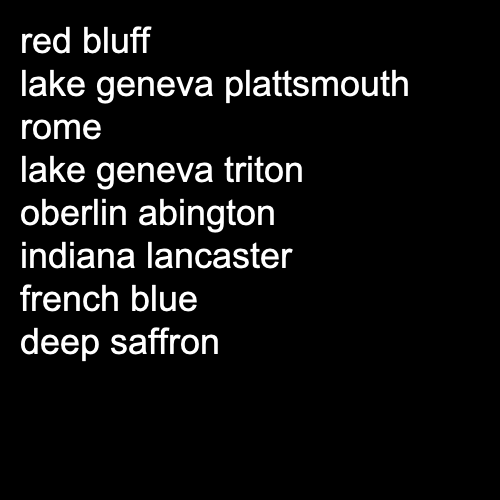 red bluff
lake geneva plattsmouth
rome
lake geneva triton
oberlin abington
indiana lancaster
french blue
deep saffron